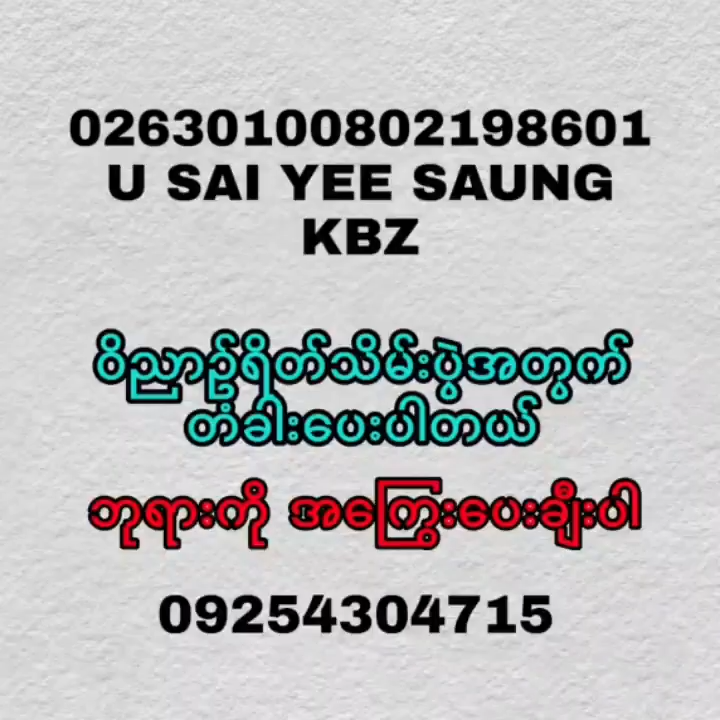 02630100802198601
U SAI YEE SAUNG
KBZ
ဝိညာဥ်ရိတ်သိမ်းပွဲအတွက်
တံခါးပေးပါတယ်
ဘုရားကို အကြွေးပေးချီးပါ
09254304715